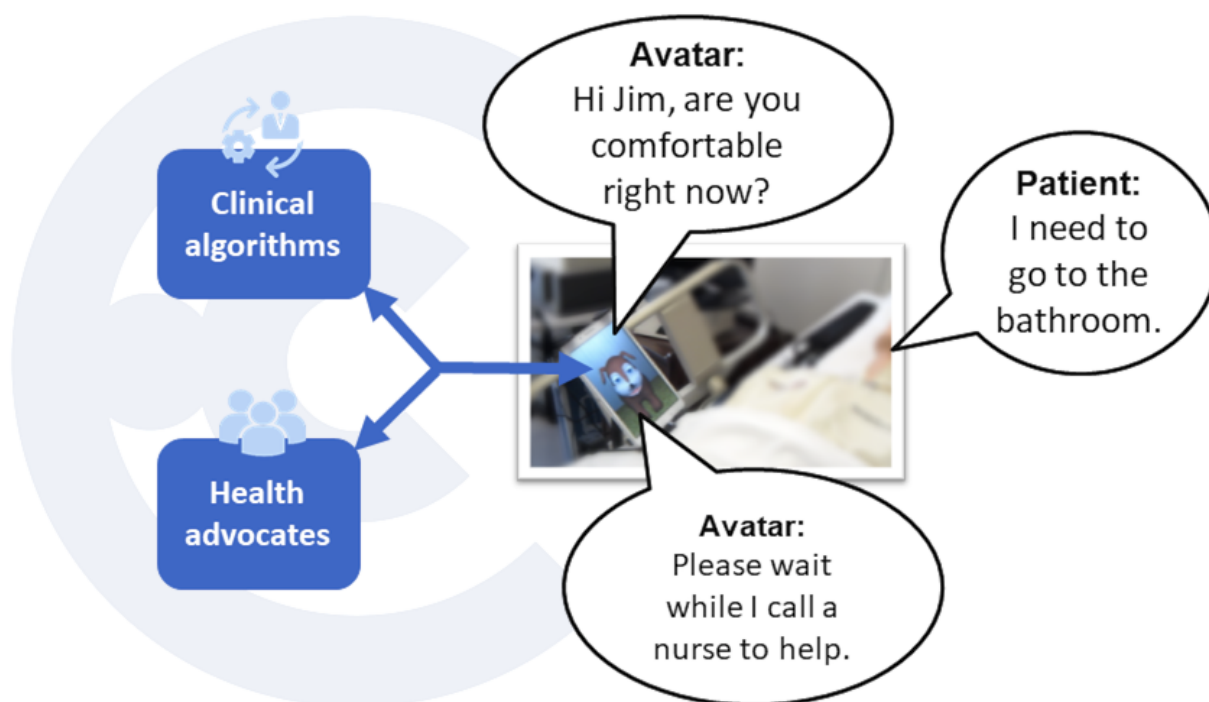 Avatar:
Hi Jim, are you
comfortable
right now?
Clinical
algorithms
Patient:
I need to
go to the
bathroom.
Health
advocates
Avatar:
Please wait
while I call a
nurse to help.